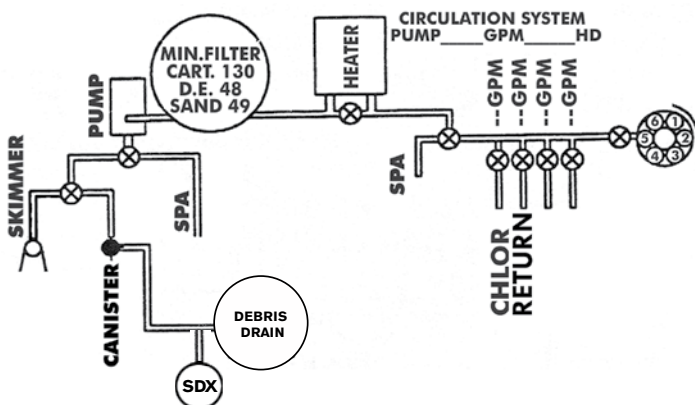 CIRCULATION SYSTEM
PUMP_____GPM_____HD
MIN.FILTER
CART. 130
D.E. 48
SAND 49
HEATER
PUMP
--GPM
--GPM
--GPM
--GPM
6 1
5 2
4 3
SKIMMER
SPA
SPA
CHLOR
RETURN
CANISTER
DEBRIS
DRAIN
SDX